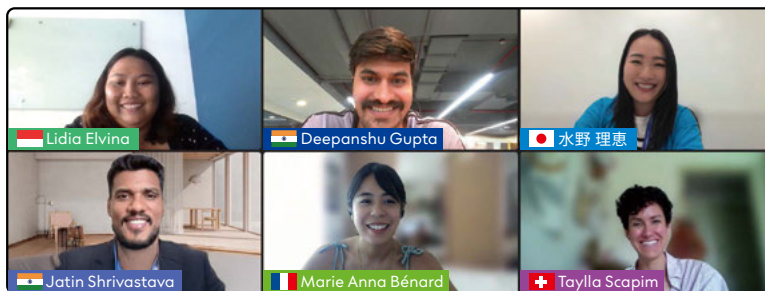 Lidia Elvina
Deepanshu Gupta
水野 理恵
Jatin Shrivastava
Marie Anna Bénard
Taylla Scapim